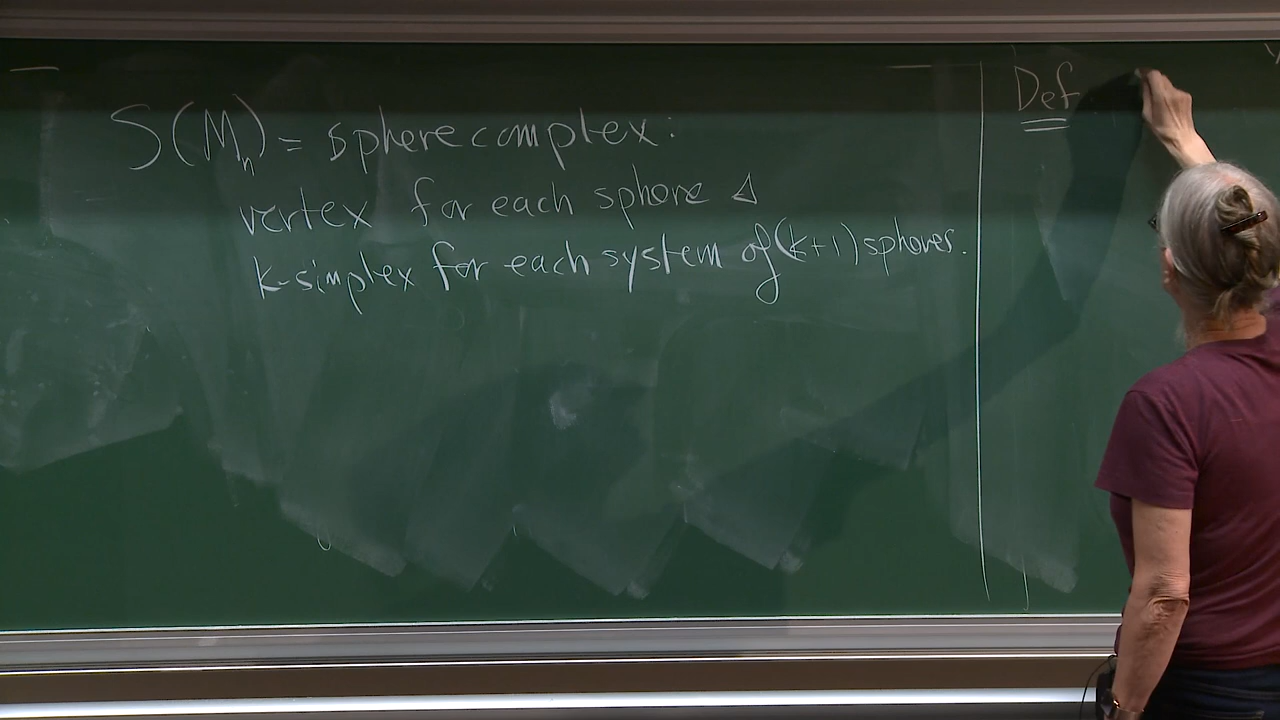 S(Mₙ) = sphere complex:
vertex for each sphere s
k-simplex for each system of (k+1) spheres.
Def